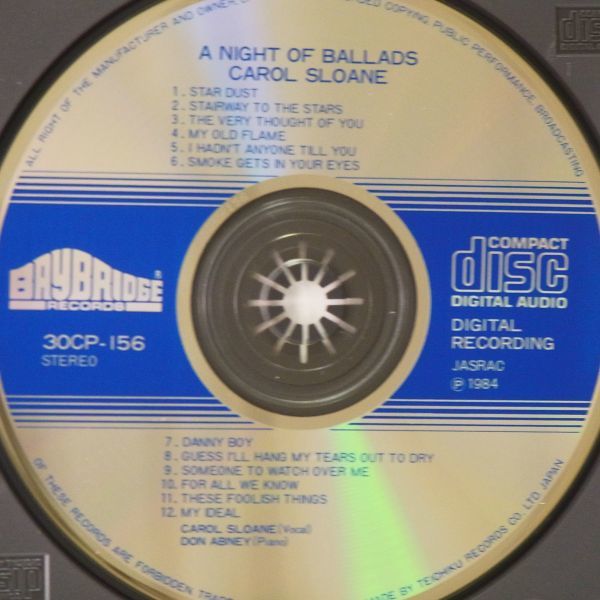 ALL RIGHT OF THE MANUFACTURER AND OWNER
COPYING, PUBLIC PERFORMANCE, BROADCASTING
disc
A NIGHT OF BALLADS
CAROL SLOANE
1. STAR DUST
2. STAIRWAY TO THE STARS
3. THE VERY THOUGHT OF YOU
4. MY OLD FLAME
5. I HADN'T ANYONE TILL YOU
6. SMOKE GETS IN YOUR EYES
BAYBRIDGE®
RECORDS
30CP-156
STEREO
COMPACT
disc
DIGITAL AUDIO
DIGITAL
RECORDING
JASRAC
Ⓟ 1984
7. DANNY BOY
8. GUESS I'LL HANG MY TEARS OUT TO DRY
9. SOMEONE TO WATCH OVER ME
10. FOR ALL WE KNOW
11. THESE FOOLISH THINGS
12. MY IDEAL
CAROL SLOANE (Vocal)
DON ABNEY (Piano)
OF THESE RECORDS ARE FORBIDDEN
MADE BY TEICHIKU RECORDS CO., LTD. JAPAN
disc